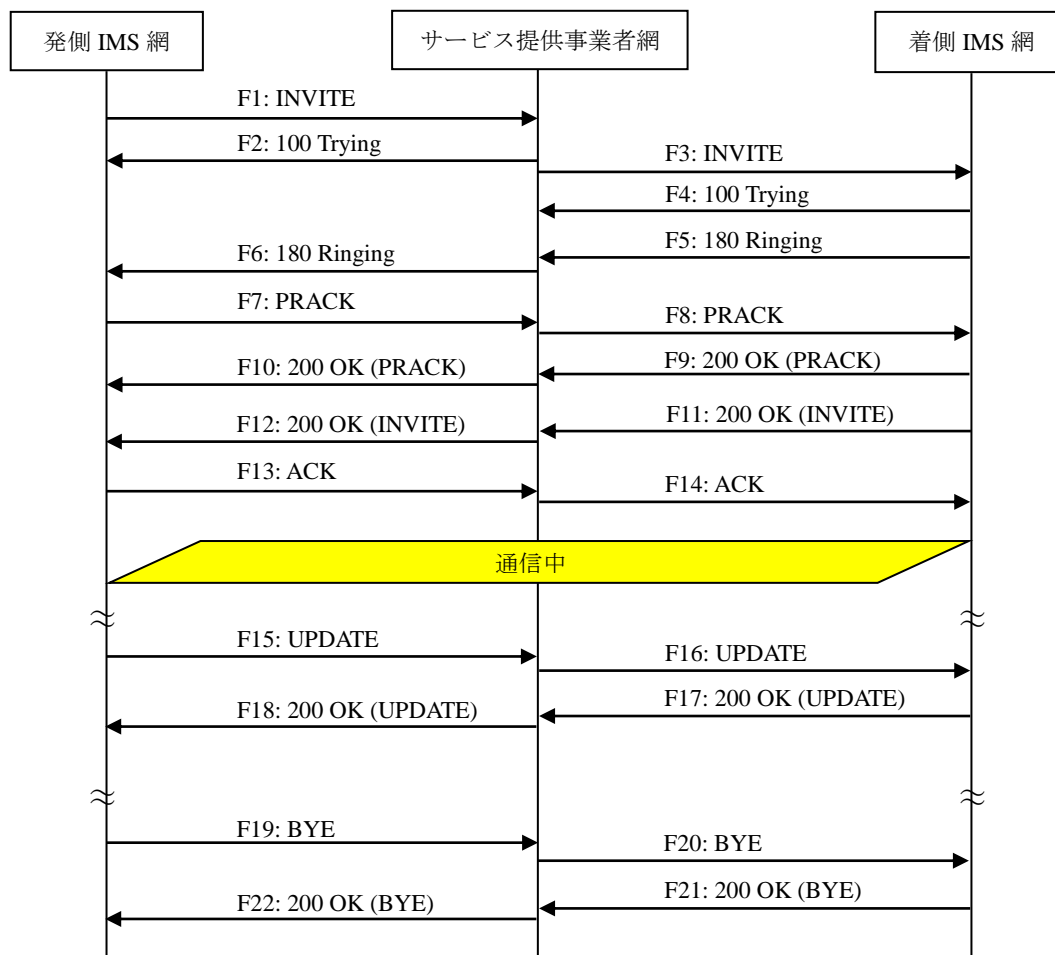 発側 IMS 網
サービス提供事業者網
着側 IMS 網
F1: INVITE
F2: 100 Trying
F3: INVITE
F4: 100 Trying
F5: 180 Ringing
F6: 180 Ringing
F7: PRACK
F8: PRACK
F9: 200 OK (PRACK)
F10: 200 OK (PRACK)
F11: 200 OK (INVITE)
F12: 200 OK (INVITE)
F13: ACK
F14: ACK
通信中
F15: UPDATE
F16: UPDATE
F17: 200 OK (UPDATE)
F18: 200 OK (UPDATE)
F19: BYE
F20: BYE
F21: 200 OK (BYE)
F22: 200 OK (BYE)